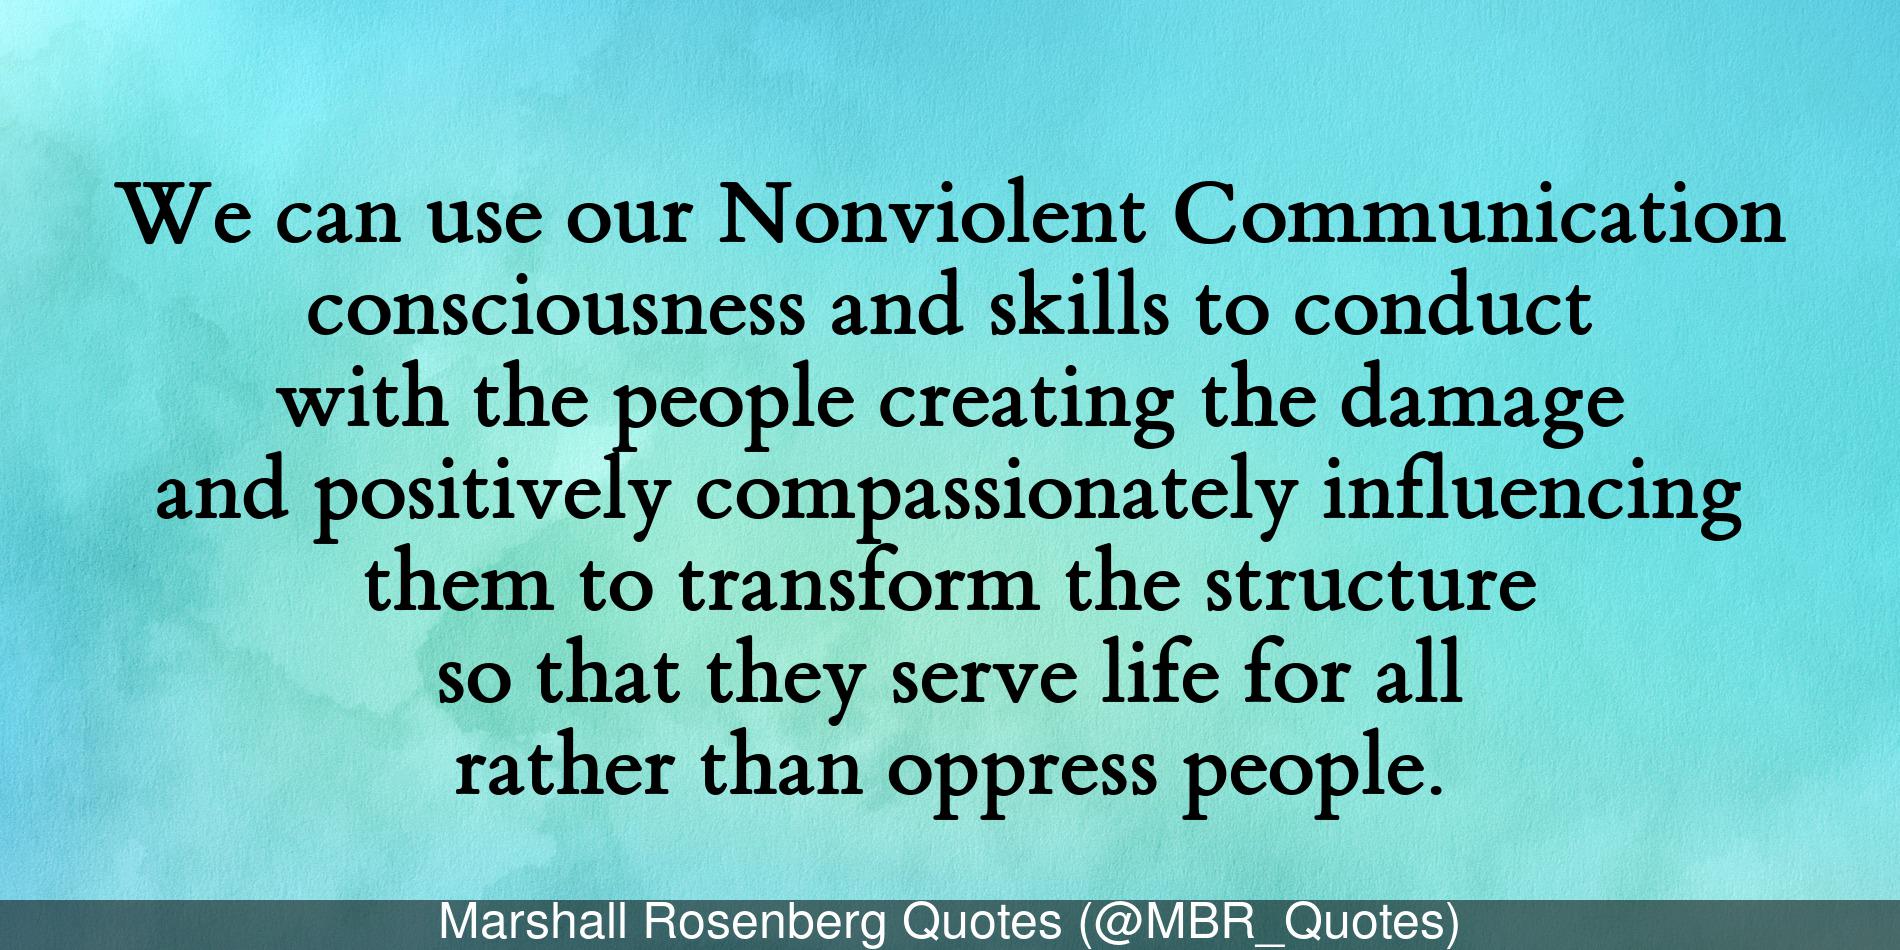 We can use our Nonviolent Communication
consciousness and skills to conduct
with the people creating the damage
and positively compassionately influencing
them to transform the structure
so that they serve life for all
rather than oppress people.
Marshall Rosenberg Quotes (@MBR_Quotes)